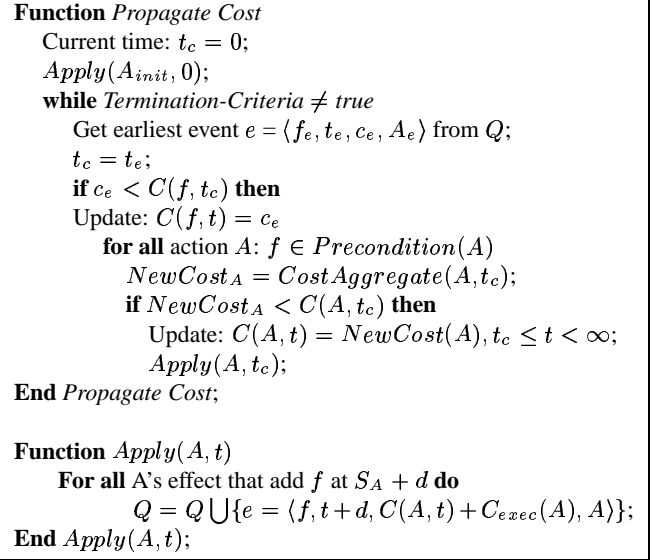 Function Propagate Cost
Current time: t_c = 0;
Apply(A_init, 0);
while Termination-Criteria ≠ true
Get earliest event e = ⟨f_e, t_e, c_e, A_e⟩ from Q;
t_c = t_e;
if c_e < C(f, t_c) then
Update: C(f, t) = c_e
for all action A: f ∈ Precondition(A)
NewCost_A = CostAggregate(A, t_c);
if NewCost_A < C(A, t_c) then
Update: C(A, t) = NewCost(A), t_c ≤ t < ∞;
Apply(A, t_c);
End Propagate Cost;
Function Apply(A, t)
For all A's effect that add f at S_A + d do
Q = Q ⋃{e = ⟨f, t + d, C(A, t) + C_exec(A), A⟩};
End Apply(A, t);